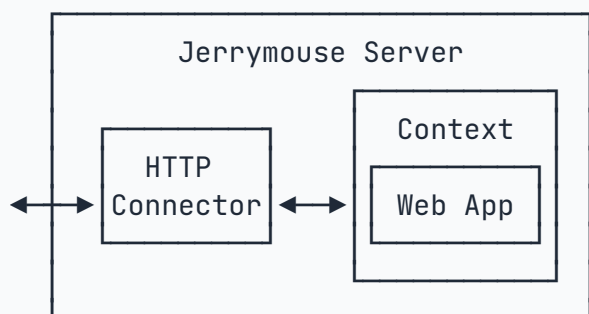 Jerrymouse Server
Context
HTTP
Connector
Web App